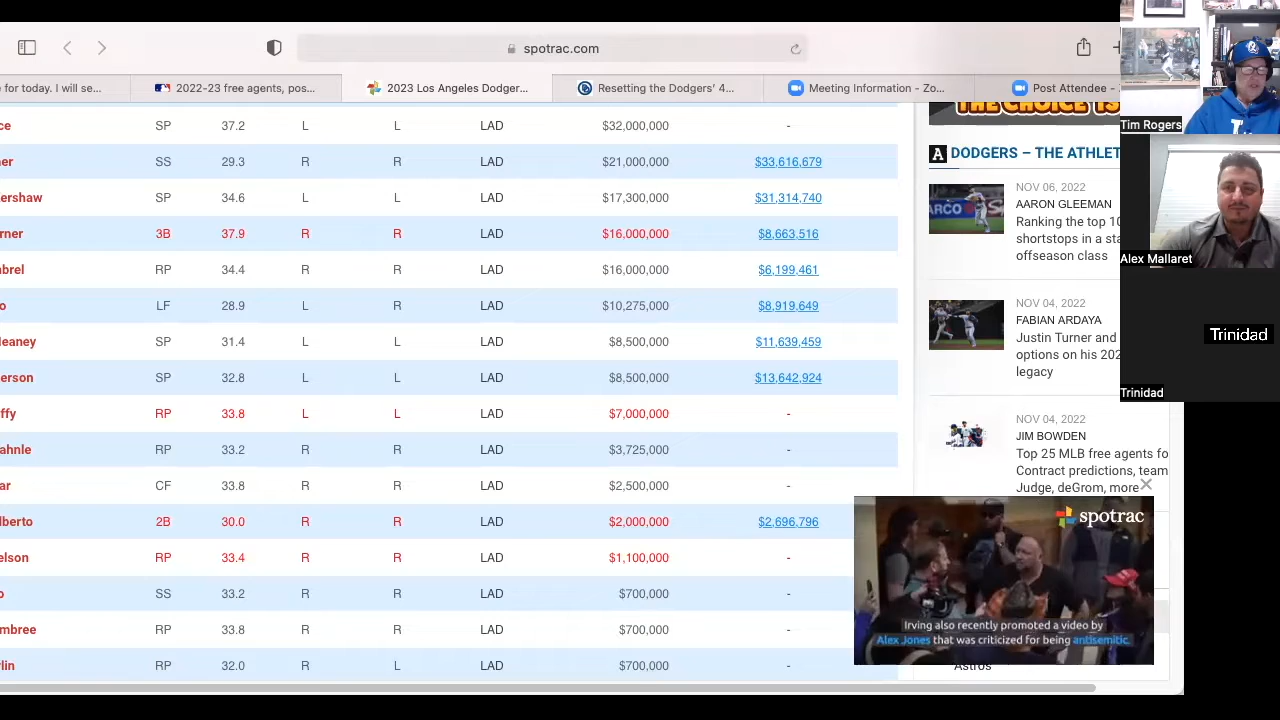 spotrac.com
e for today. I will se...
2022-23 free agents, pos...
2023 Los Angeles Dodger...
Resetting the Dodgers' 4...
Meeting Information - Zo...
Post Attendee - Z
ce SP 37.2 L L LAD $32,000,000 -
er SS 29.3 R R LAD $21,000,000 $33,616,679
ershaw SP 34.6 L L LAD $17,300,000 $31,314,740
rner 3B 37.9 R R LAD $16,000,000 $8,663,516
brel RP 34.4 R R LAD $16,000,000 $6,199,461
o LF 28.9 L R LAD $10,275,000 $8,919,649
eaney SP 31.4 L L LAD $8,500,000 $11,639,459
erson SP 32.8 L L LAD $8,500,000 $13,642,924
ffy RP 33.8 L L LAD $7,000,000 -
ahnle RP 33.2 R R LAD $3,725,000 -
ar CF 33.8 R R LAD $2,500,000 -
lberto 2B 30.0 R R LAD $2,000,000 $2,696,796
elson RP 33.4 R R LAD $1,100,000 -
o SS 33.2 R R LAD $700,000 -
mbree RP 33.8 R R LAD $700,000 -
lin RP 32.0 R L LAD $700,000 -
THE CHOICE IS
A DODGERS – THE ATHLET
NOV 06, 2022
AARON GLEEMAN
Ranking the top 10
shortstops in a sta
offseason class
NOV 04, 2022
FABIAN ARDAYA
Justin Turner and
options on his 202
legacy
NOV 04, 2022
JIM BOWDEN
Top 25 MLB free agents fo
Contract predictions, team
Judge, deGrom, more
spotrac
Irving also recently promoted a video by
Alex Jones that was criticized for being antisemitic.
Astros
Tim Rogers
Alex Mallaret
Trinidad
Trinidad